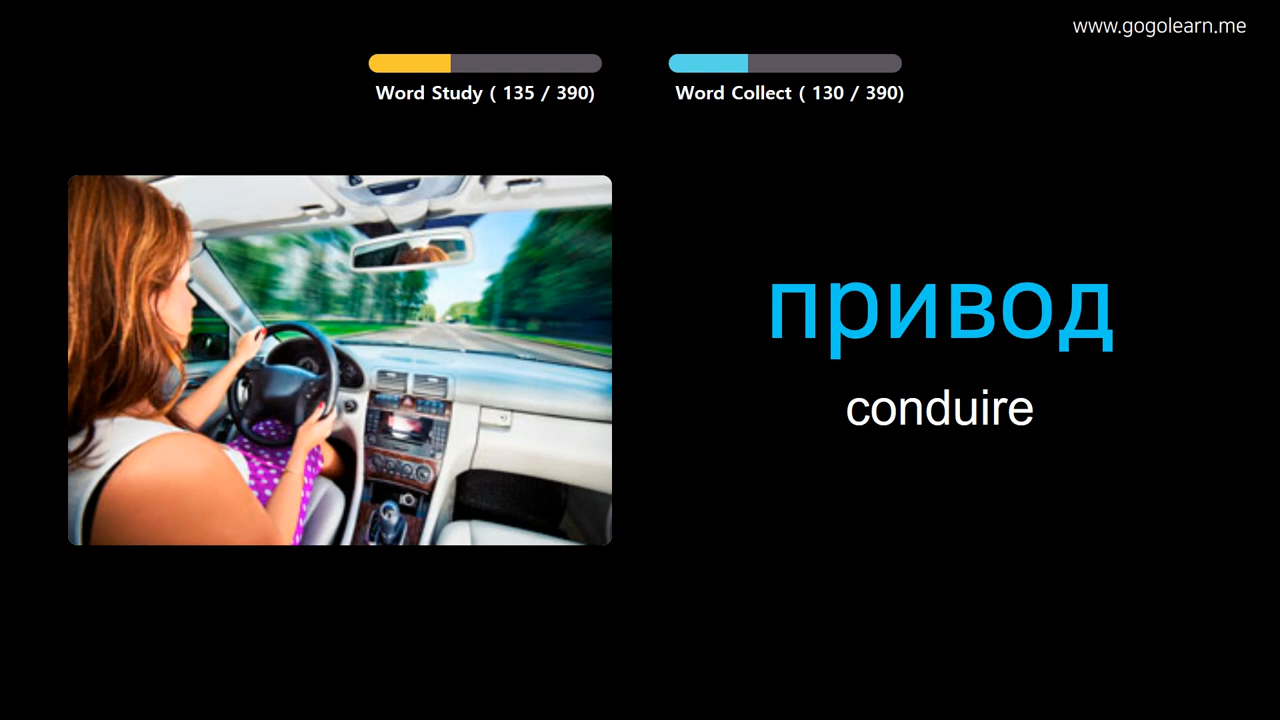 www.gogolearn.me
Word Study ( 135 / 390)
Word Collect ( 130 / 390)
привод
conduire